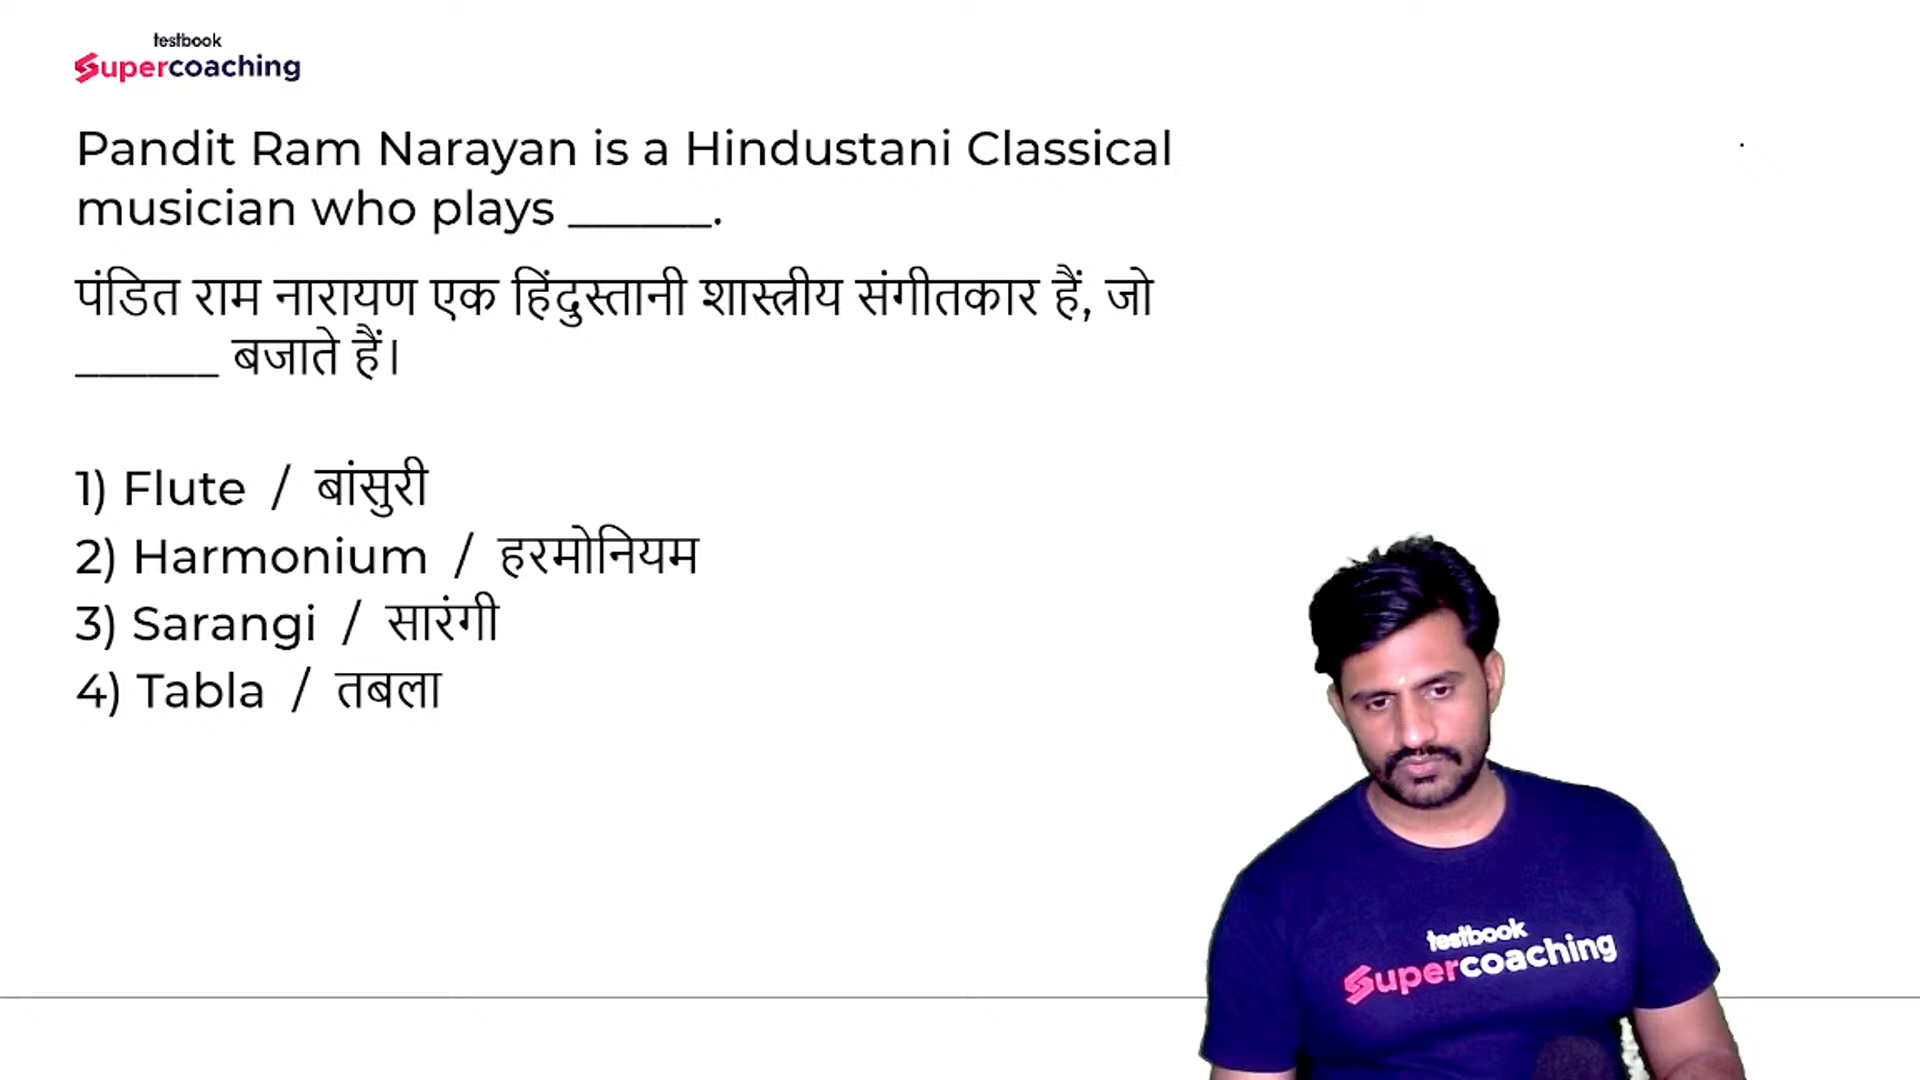 testbook
Supercoaching
Pandit Ram Narayan is a Hindustani Classical
musician who plays ______.
पंडित राम नारायण एक हिंदुस्तानी शास्त्रीय संगीतकार हैं, जो
______ बजाते हैं।
1) Flute / बांसुरी
2) Harmonium / हरमोनियम
3) Sarangi / सारंगी
4) Tabla / तबला
testbook
Supercoaching